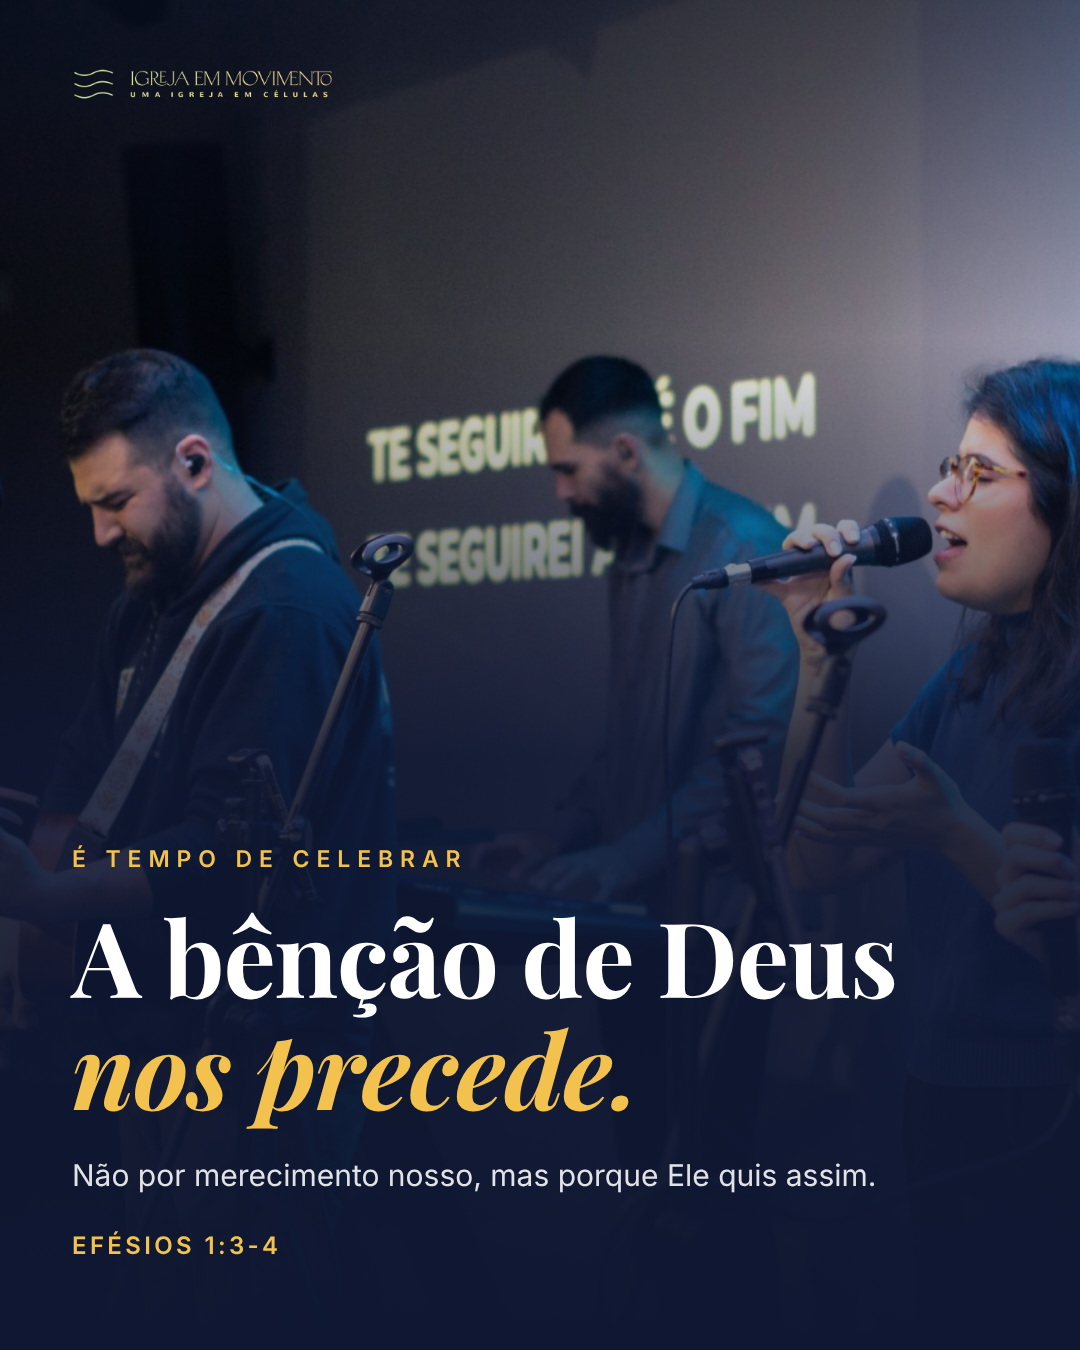 IGREJA EM MOVIMENTO
UMA IGREJA EM CÉLULAS
TE SEGUIR É O FIM
E SEGUIREI A
É TEMPO DE CELEBRAR
A bênção de Deus
nos precede.
Não por merecimento nosso, mas porque Ele quis assim.
EFÉSIOS 1:3-4